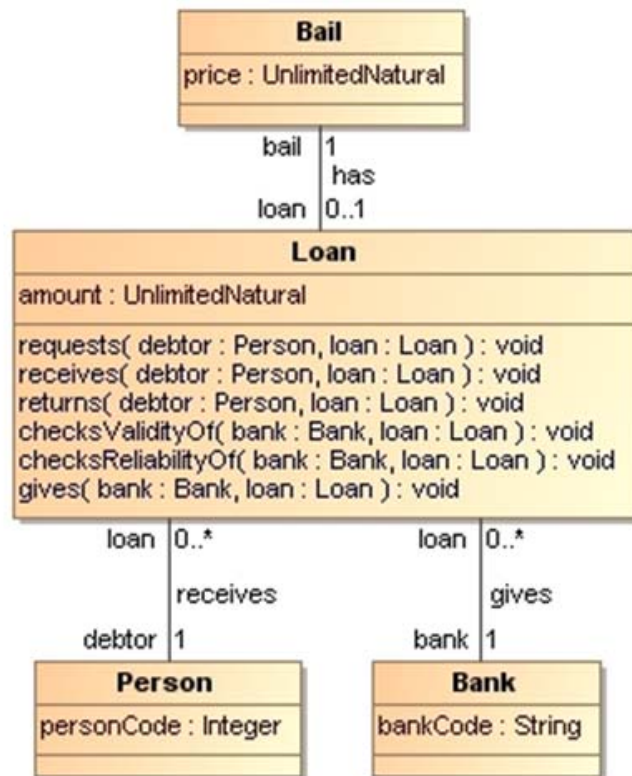 Bail
price : UnlimitedNatural
bail 1
has
loan 0..1
Loan
amount : UnlimitedNatural
requests( debtor : Person, loan : Loan ) : void
receives( debtor : Person, loan : Loan ) : void
returns( debtor : Person, loan : Loan ) : void
checksValidityOf( bank : Bank, loan : Loan ) : void
checksReliabilityOf( bank : Bank, loan : Loan ) : void
gives( bank : Bank, loan : Loan ) : void
loan 0..* loan 0..*
receives gives
debtor 1 bank 1
Person Bank
personCode : Integer bankCode : String